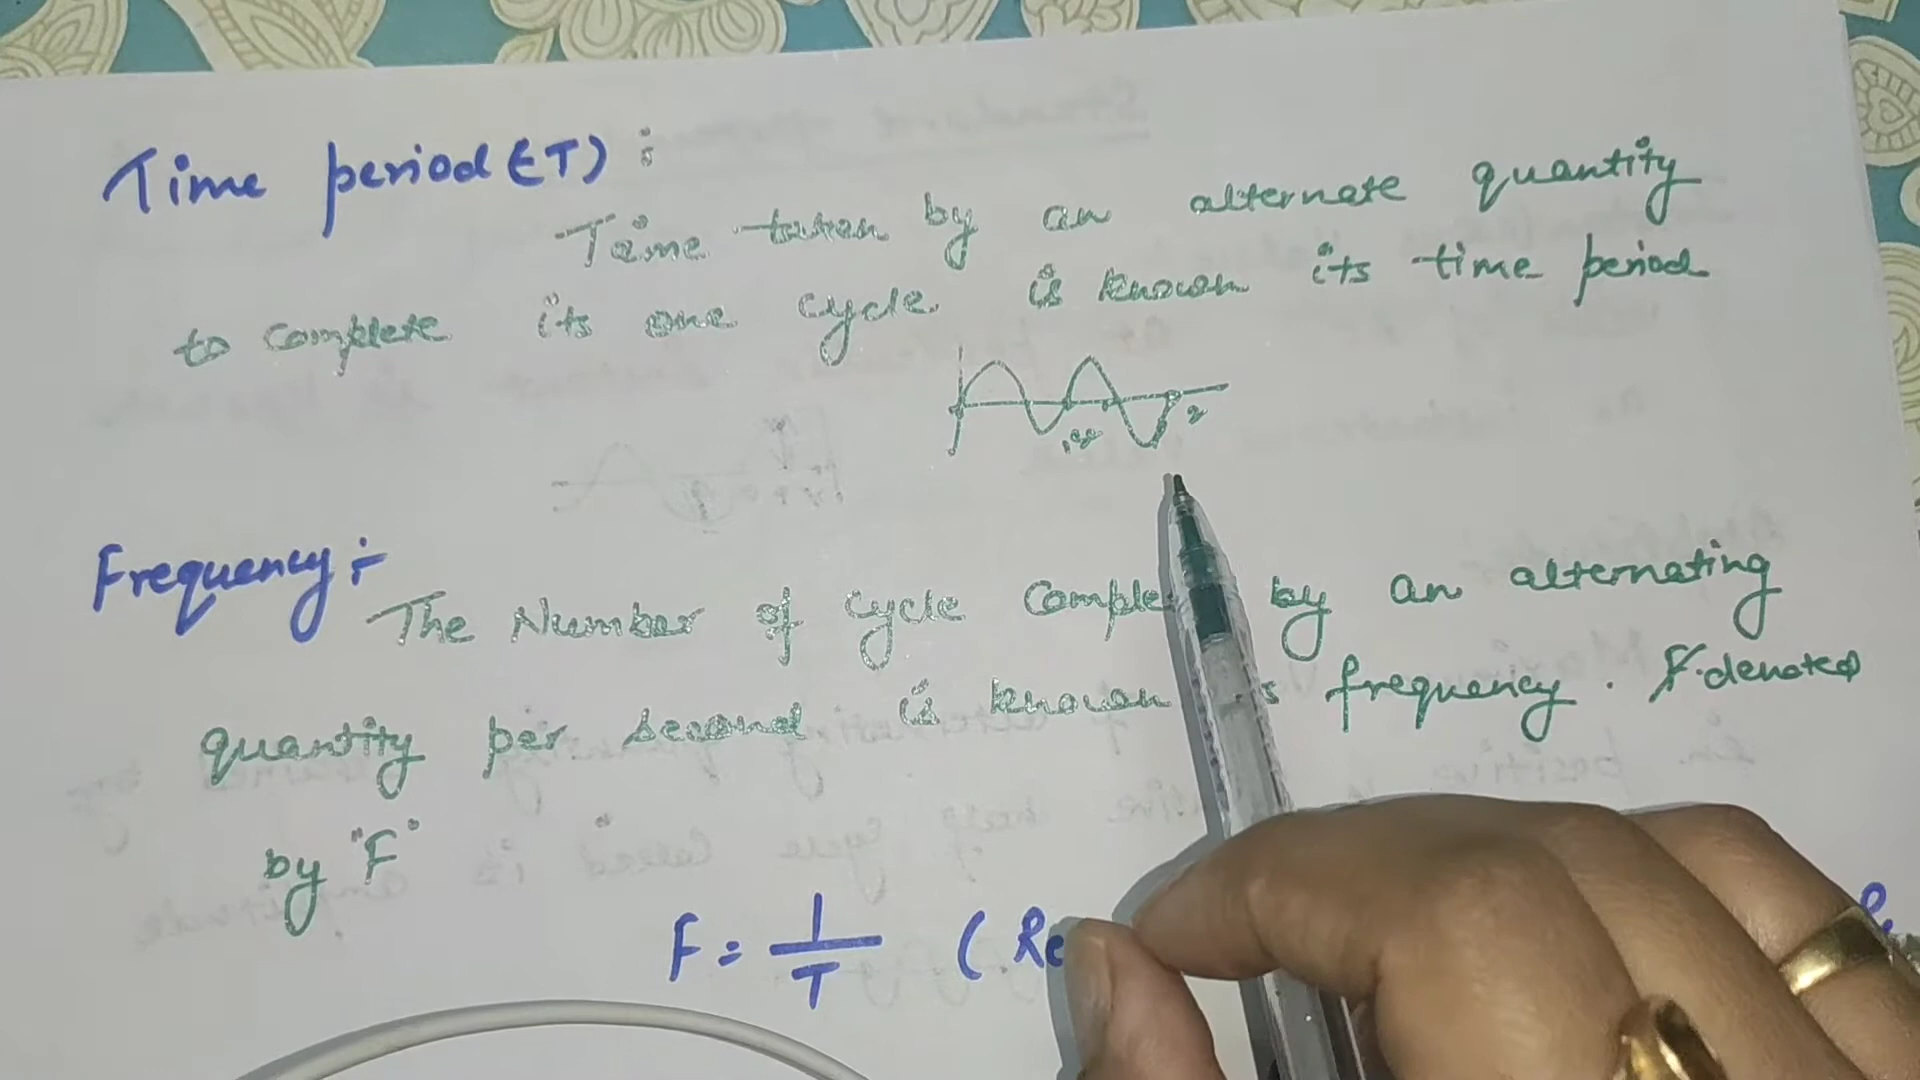 Time period (T) :
Time taken by an alternate quantity
to complete its one cycle is known its time period
Frequency :-
The Number of cycle Comple by an alternating
quantity per second is known s frequency. F denoted
by "F"
F = 1/T (Re